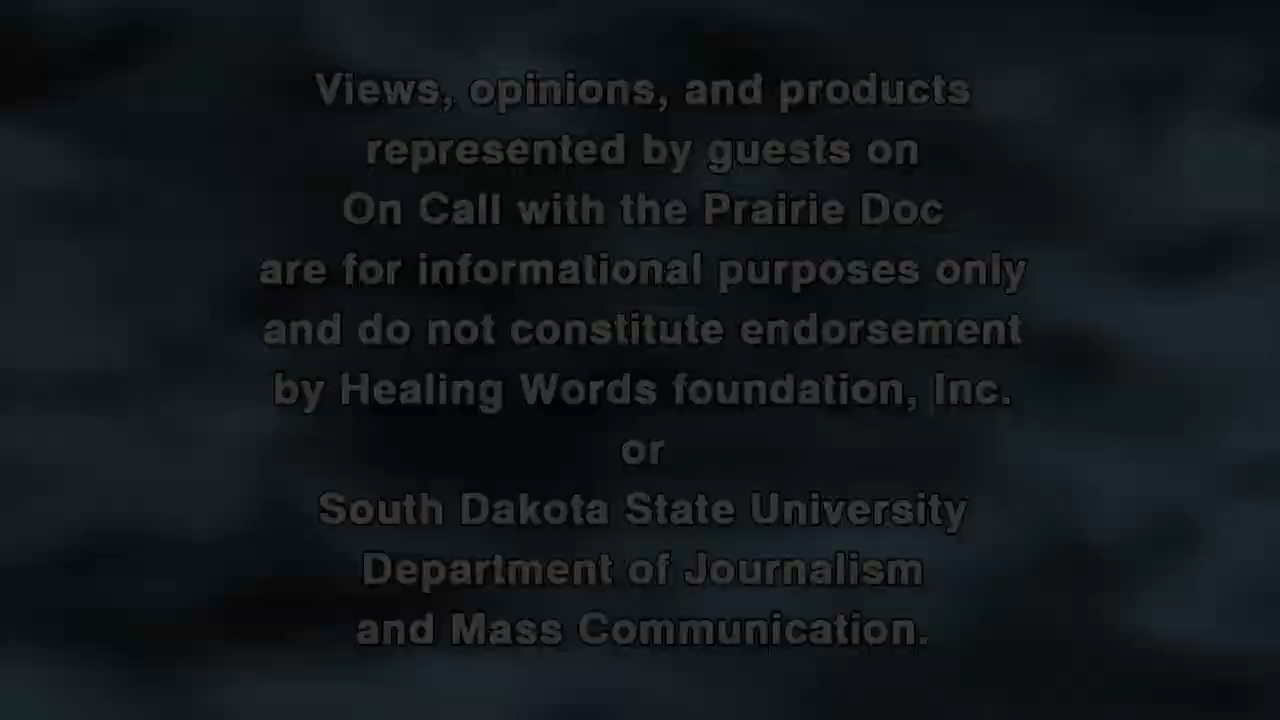 Views, opinions, and products
represented by guests on
On Call with the Prairie Doc
are for informational purposes only
and do not constitute endorsement
by Healing Words foundation, Inc.
or
South Dakota State University
Department of Journalism
and Mass Communication.